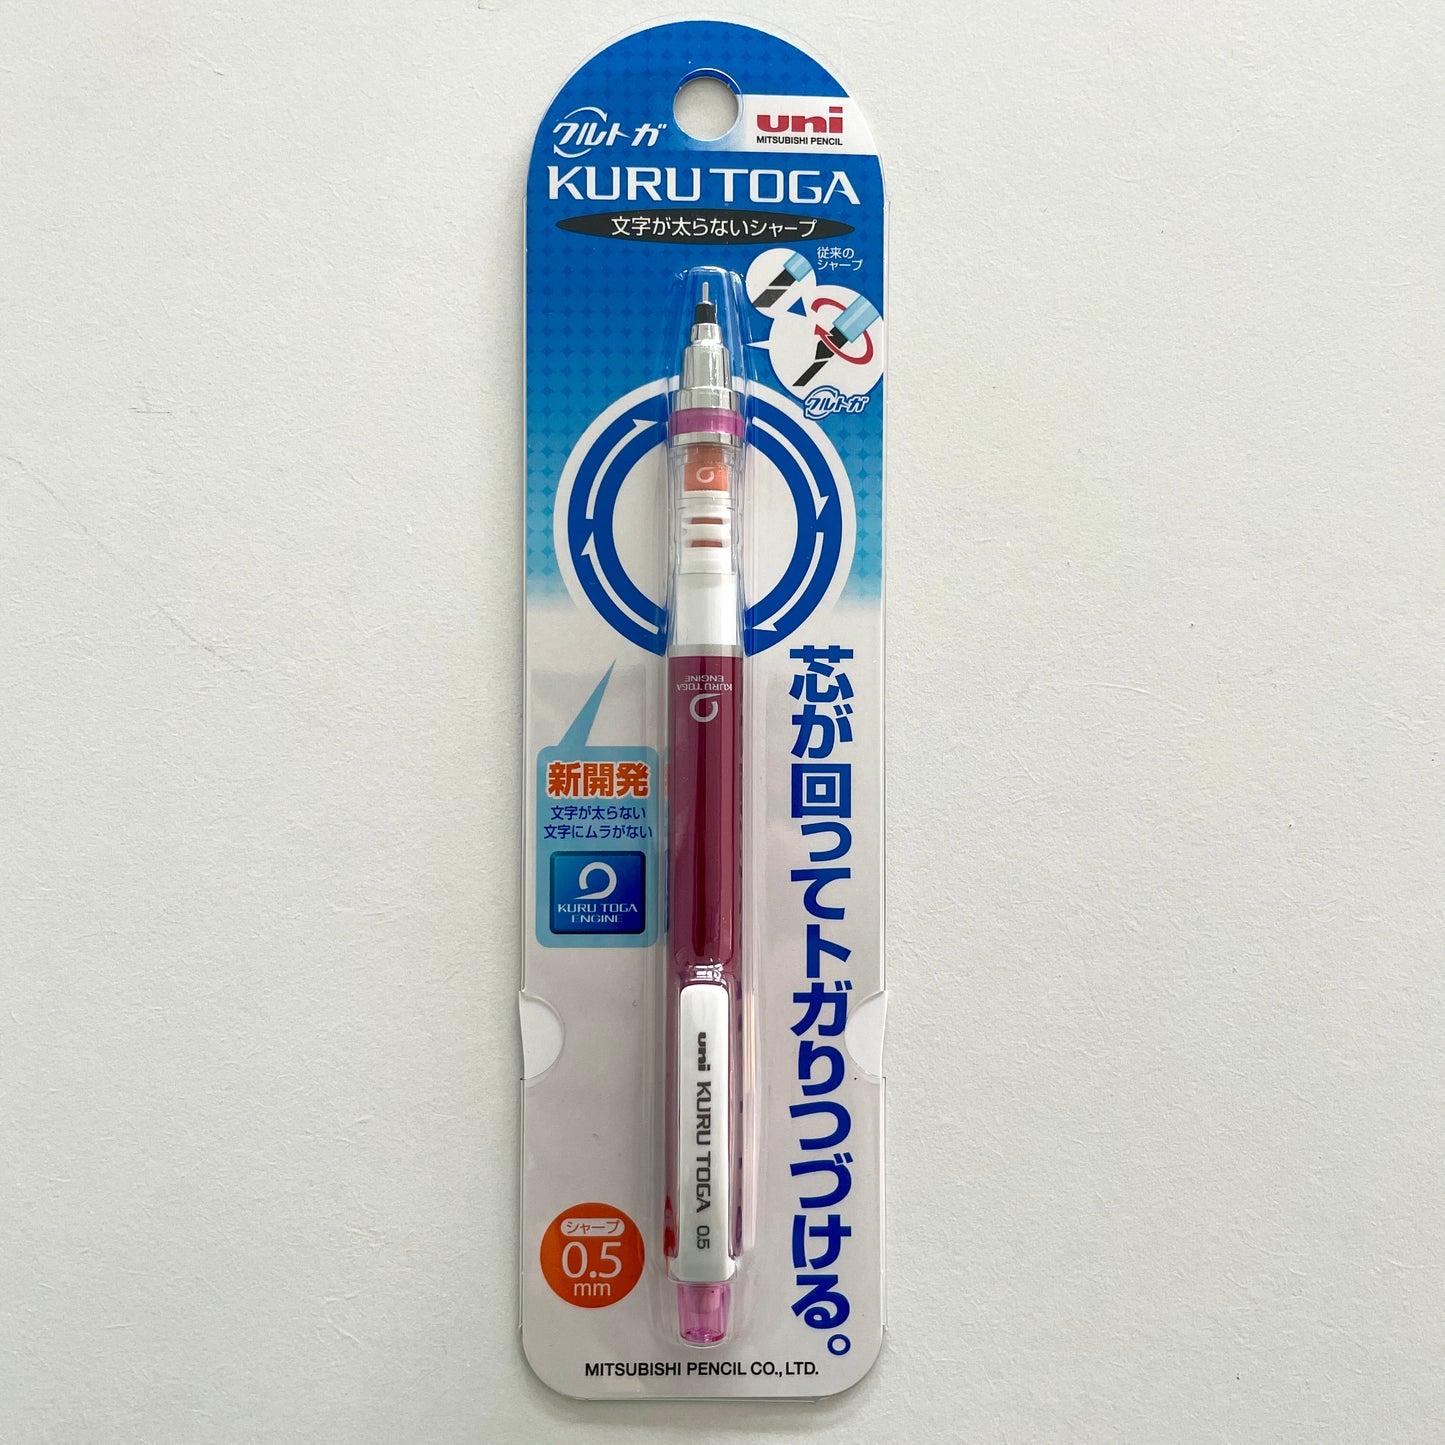 クルトガ
uni
MITSUBISHI PENCIL
KURU TOGA
文字が太らないシャープ
従来の
シャープ
クルトガ
KURU TOGA
ENGINE
新開発
文字が太らない
文字にムラがない
KURU TOGA
ENGINE
芯が回ってトガりつづける。
uni KURU TOGA 0.5
シャープ
0.5
mm
MITSUBISHI PENCIL CO., LTD.